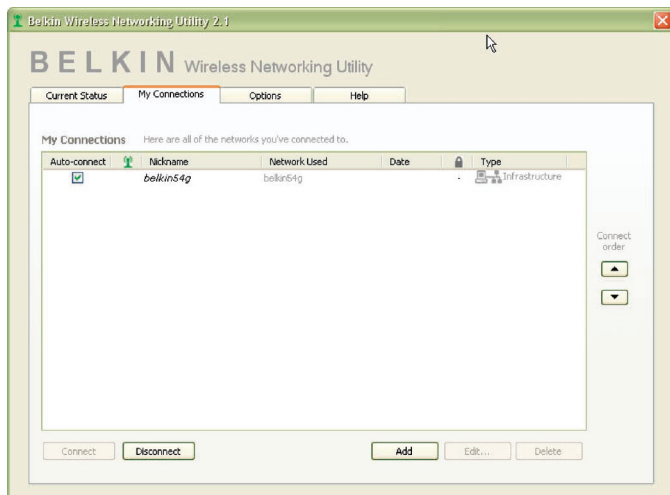 Belkin Wireless Networking Utility 2.1
BELKIN Wireless Networking Utility
Current Status My Connections Options Help
My Connections Here are all of the networks you've connected to.
Auto-connect Nickname Network Used Date Type
belkin54g belkin54g - Infrastructure
Connect order
Connect Disconnect Add Edit... Delete